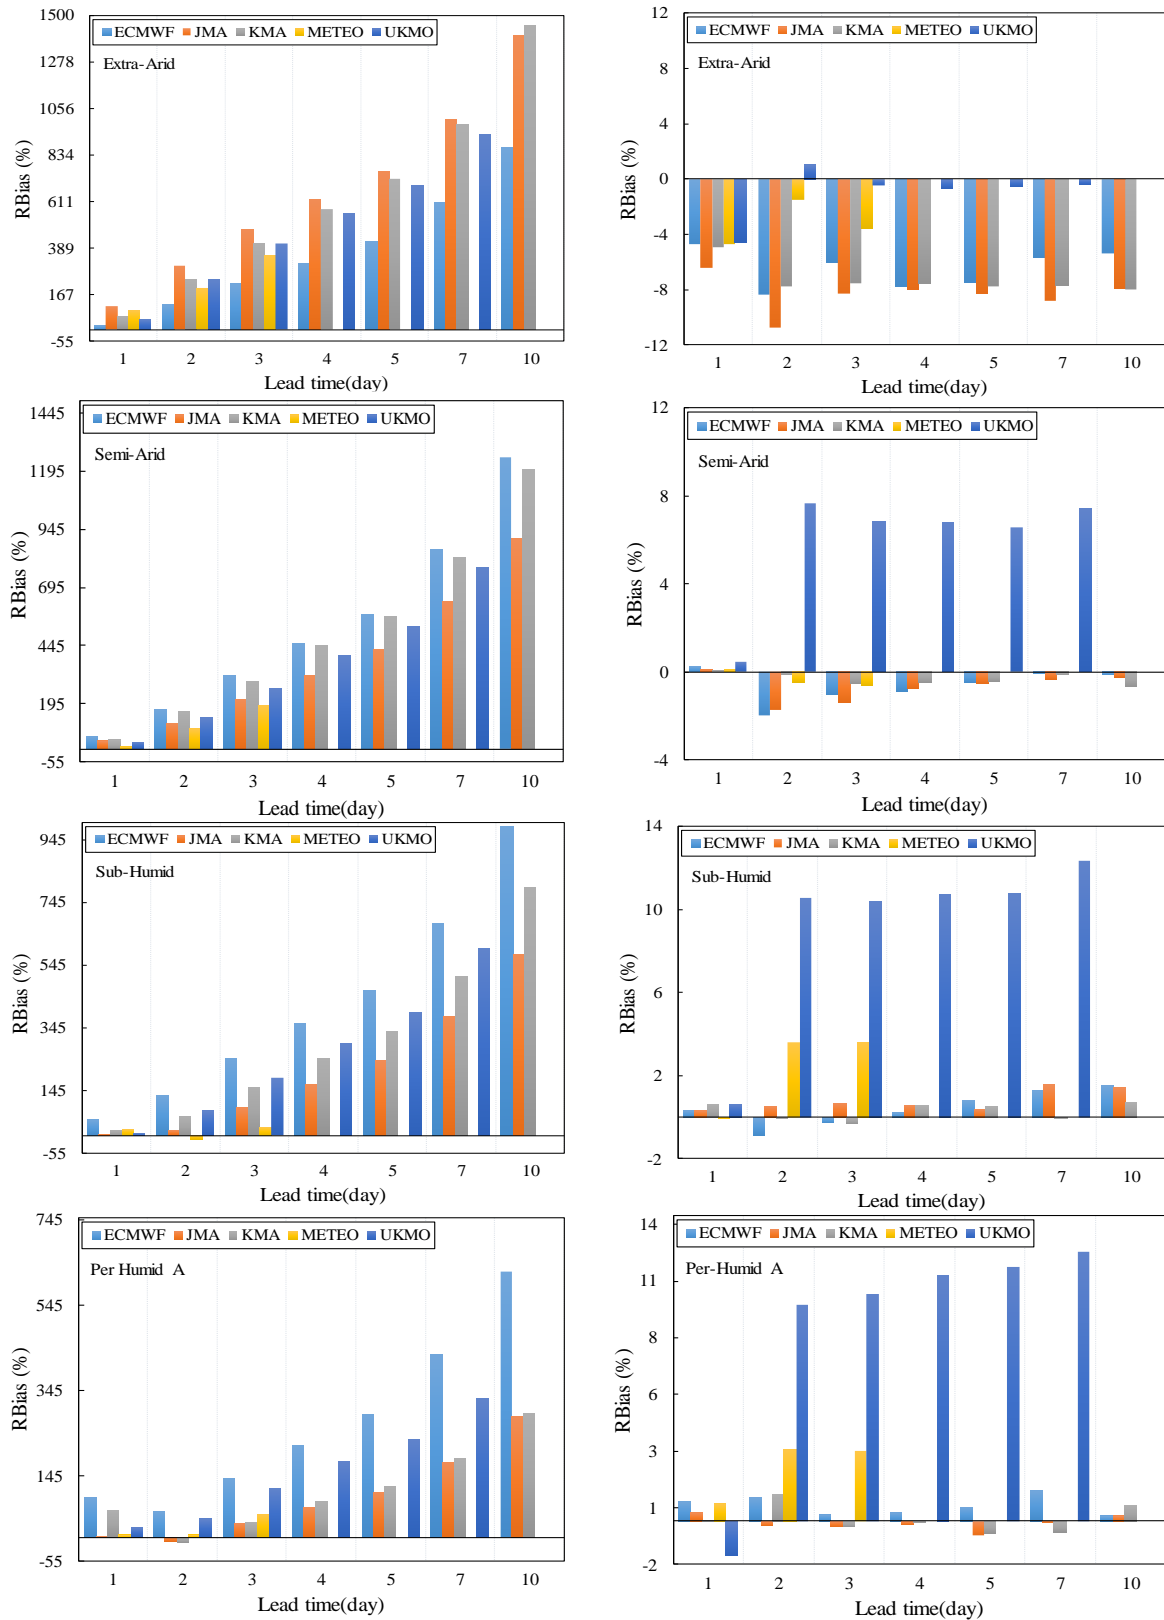 1500
1278
1056
834
611
389
167
-55
RBias (%)
ECMWF JMA KMA METEO UKMO
Extra-Arid
1 2 3 4 5 7 10
Lead time(day)
12
8
4
0
-4
-8
-12
RBias (%)
ECMWF JMA KMA METEO UKMO
Extra-Arid
1 2 3 4 5 7 10
Lead time(day)
1445
1195
945
695
445
195
-55
RBias (%)
ECMWF JMA KMA METEO UKMO
Semi-Arid
1 2 3 4 5 7 10
Lead time(day)
12
8
4
0
-4
RBias (%)
ECMWF JMA KMA METEO UKMO
Semi-Arid
1 2 3 4 5 7 10
Lead time(day)
945
745
545
345
145
-55
RBias (%)
ECMWF JMA KMA METEO UKMO
Sub-Humid
1 2 3 4 5 7 10
Lead time(day)
14
10
6
2
-2
RBias (%)
ECMWF JMA KMA METEO UKMO
Sub-Humid
1 2 3 4 5 7 10
Lead time(day)
745
545
345
145
-55
RBias (%)
ECMWF JMA KMA METEO UKMO
Per Humid A
1 2 3 4 5 7 10
Lead time(day)
14
11
8
6
3
1
-2
RBias (%)
ECMWF JMA KMA METEO UKMO
Per-Humid A
1 2 3 4 5 7 10
Lead time(day)